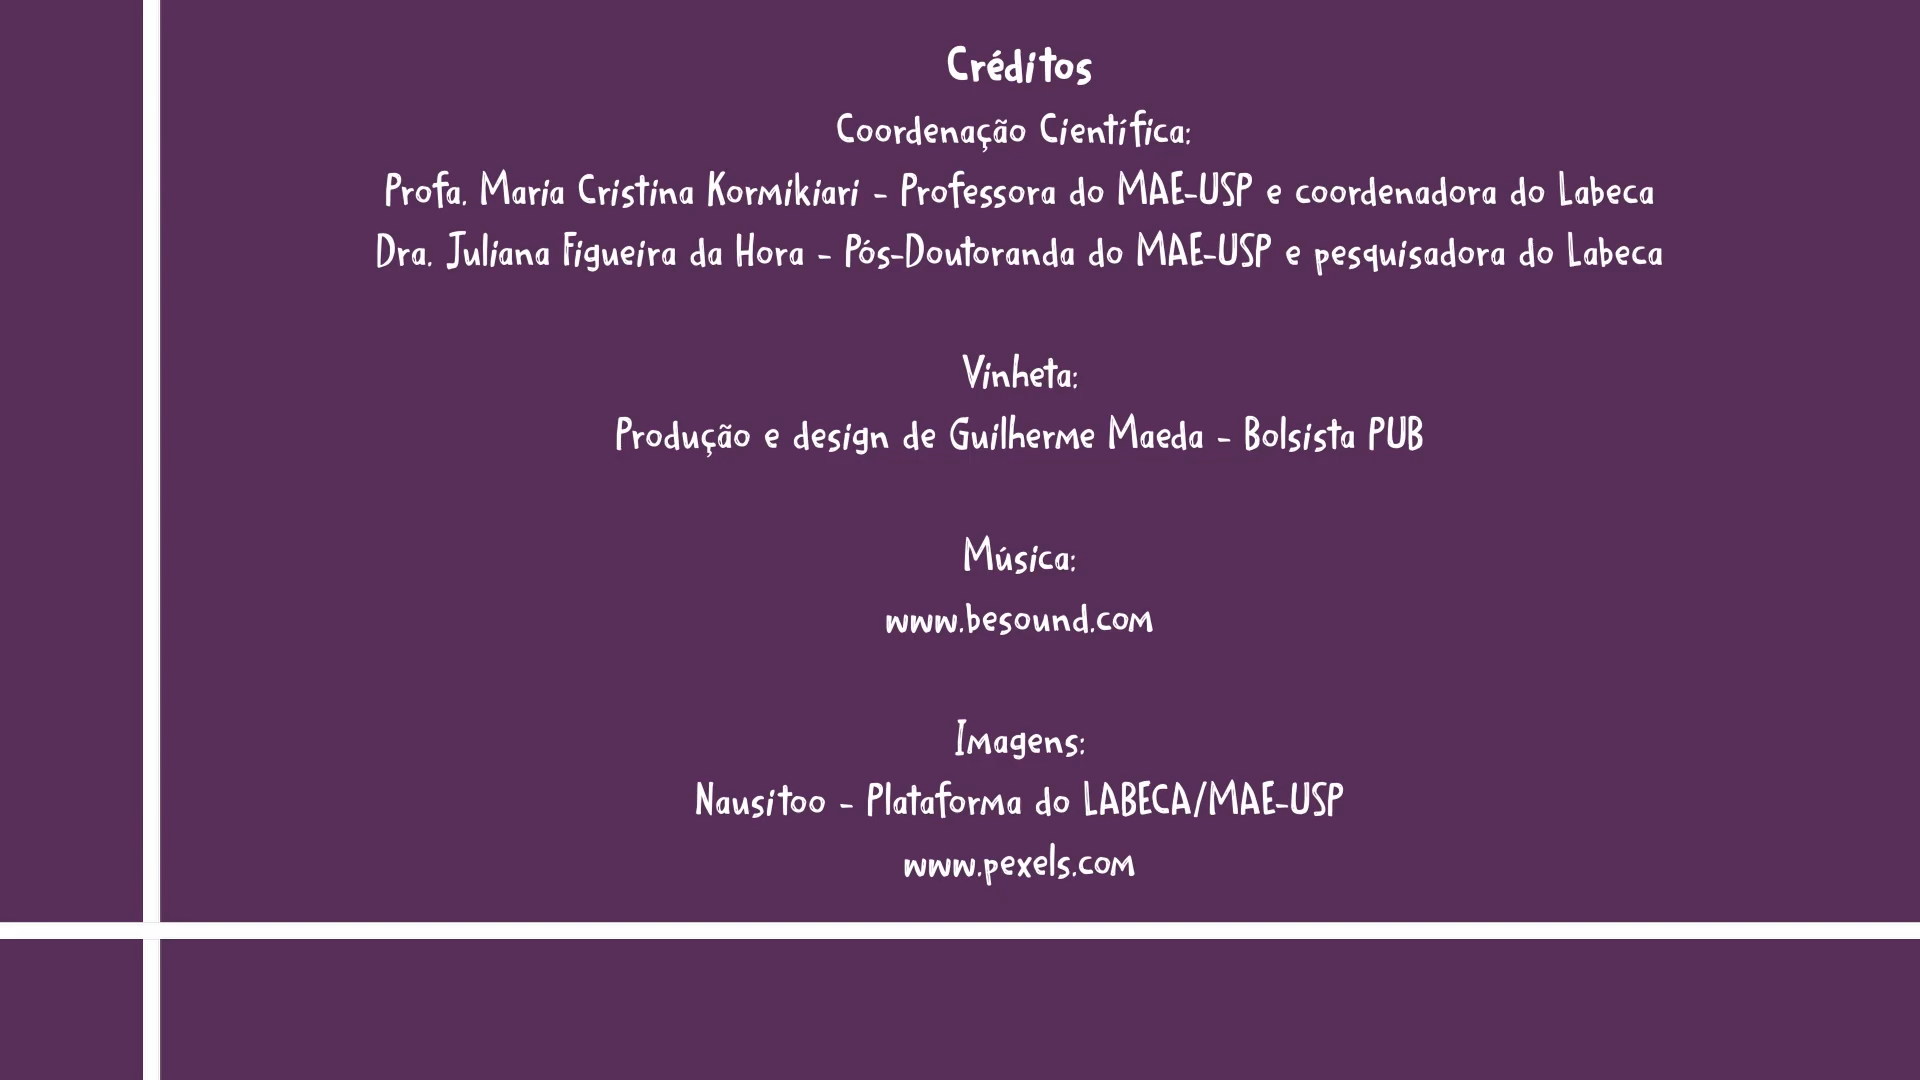 Créditos
Coordenação Científica:
Profa. Maria Cristina Kormikiari - Professora do MAE-USP e coordenadora do Labeca
Dra. Juliana Figueira da Hora - Pós-Doutoranda do MAE-USP e pesquisadora do Labeca
Vinheta:
Produção e design de Guilherme Maeda - Bolsista PUB
Música:
www.besound.com
Imagens:
Nausitoo - Plataforma do LABECA/MAE-USP
www.pexels.com